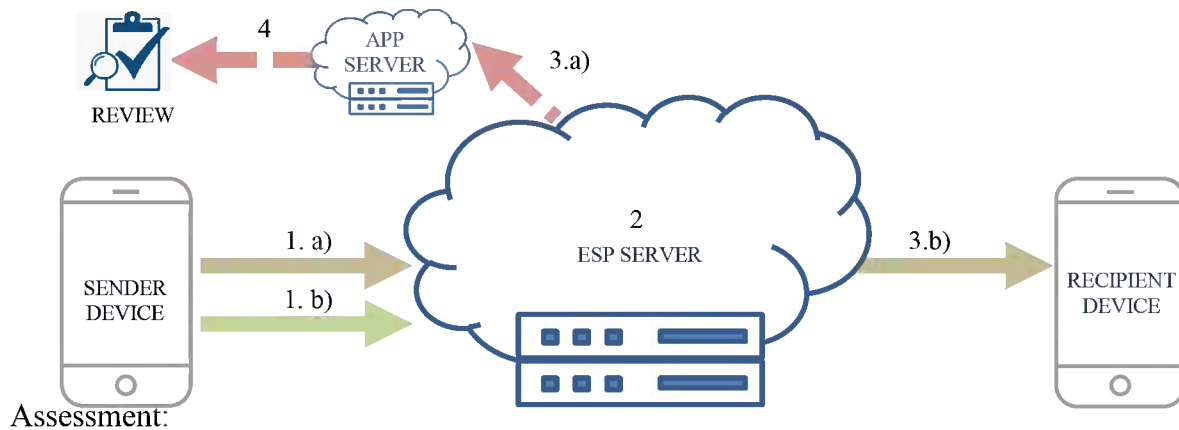 4
APP
SERVER
3.a)
REVIEW
2
ESP SERVER
1. a)
3.b)
SENDER
DEVICE
1. b)
RECIPIENT
DEVICE
Assessment: